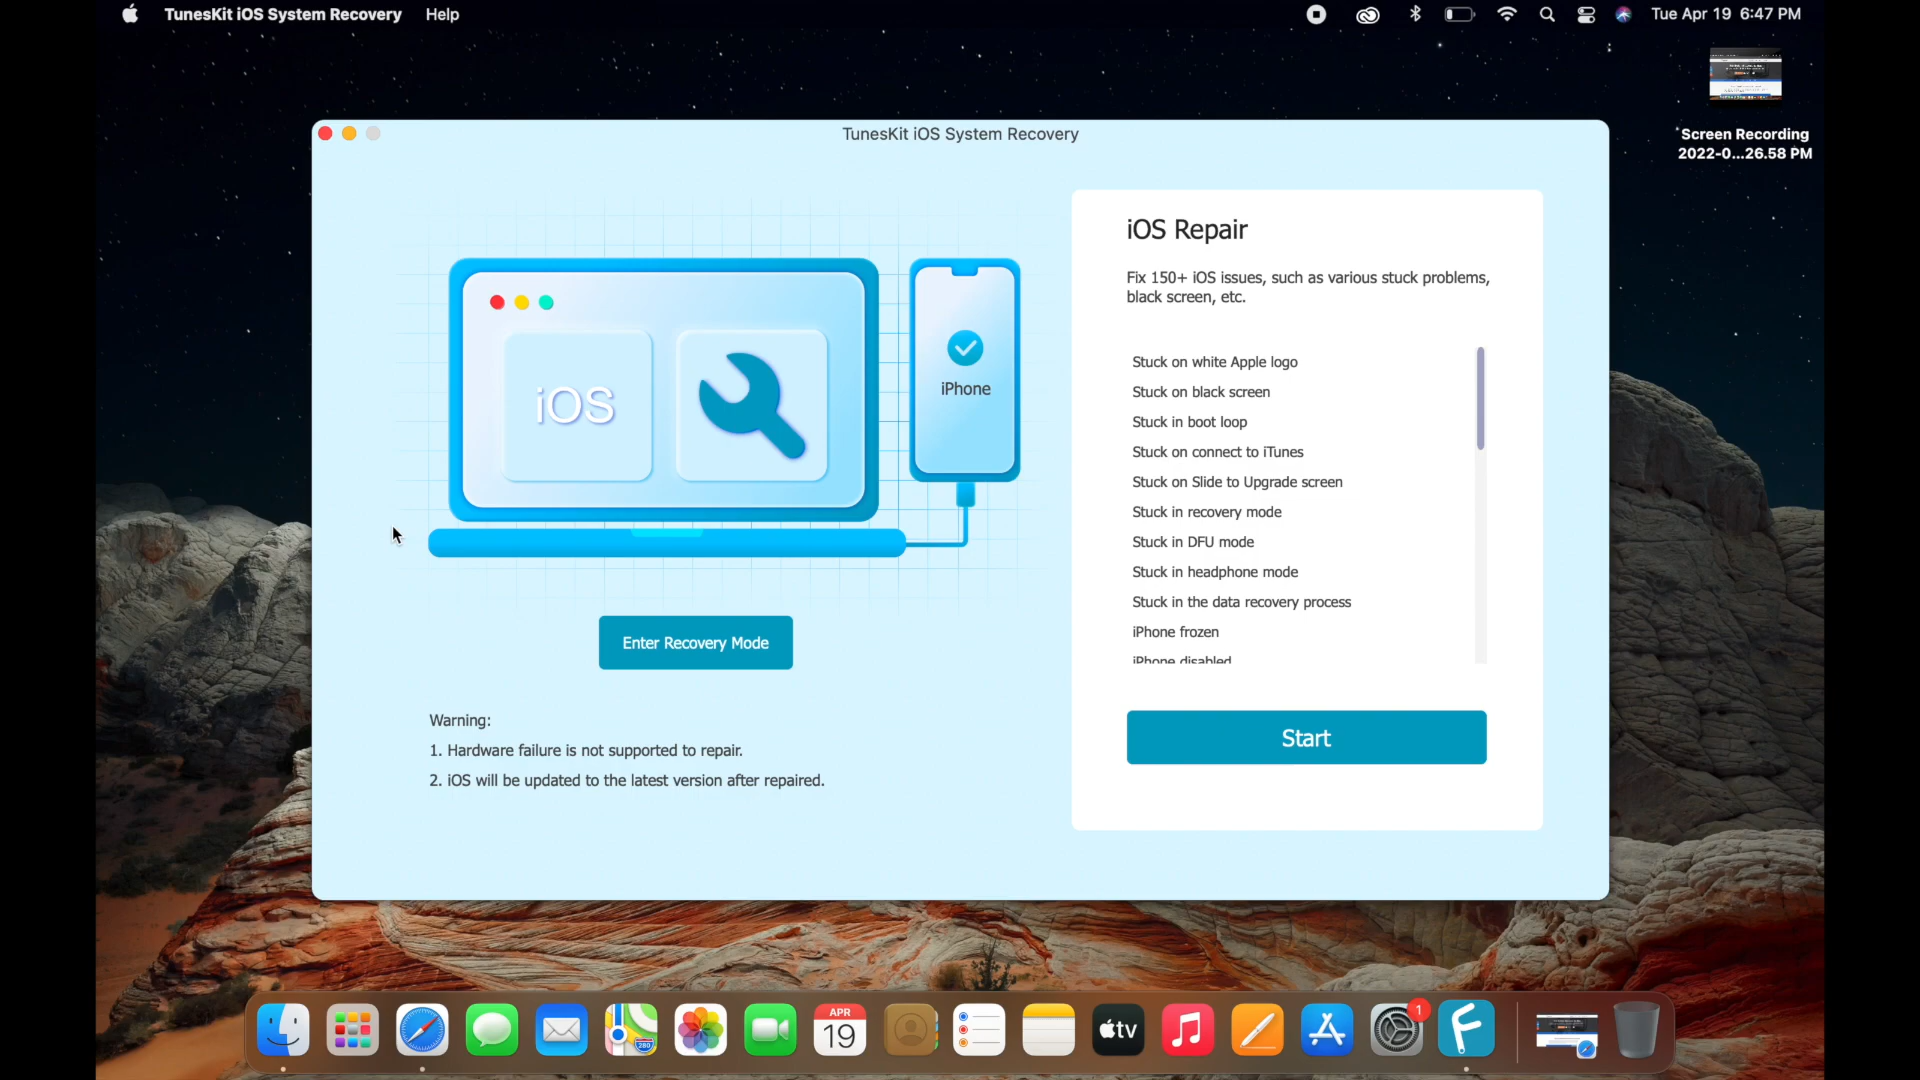 TunesKit iOS System Recovery Help
Tue Apr 19 6:47 PM
Screen Recording
2022-0...26.58 PM
TunesKit iOS System Recovery
iOS
iPhone
Enter Recovery Mode
Warning:
1. Hardware failure is not supported to repair.
2. iOS will be updated to the latest version after repaired.
iOS Repair
Fix 150+ iOS issues, such as various stuck problems,
black screen, etc.
Stuck on white Apple logo
Stuck on black screen
Stuck in boot loop
Stuck on connect to iTunes
Stuck on Slide to Upgrade screen
Stuck in recovery mode
Stuck in DFU mode
Stuck in headphone mode
Stuck in the data recovery process
iPhone frozen
iPhone disabled
Start
280
APR
19
tv
1